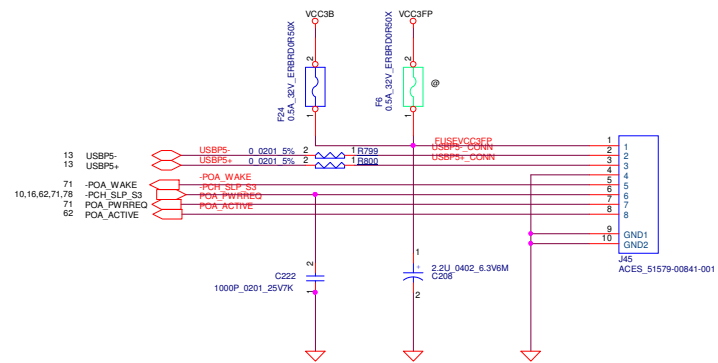 VCC3B
VCC3FP
2
2
F24
0.5A_32V_ERBRD0R50X
F6
0.5A_32V_ERBRD0R50X
@
1
1
FUSEVCC3FP
1
1
13
USBP5-
USBP5-
0_0201_5%
2
1
R799
USBP5-_CONN
2
2
13
USBP5+
USBP5+
0_0201_5%
2
1
R800
USBP5+_CONN
3
3
4
4
71
-POA_WAKE
-POA_WAKE
5
5
10,16,62,71,78
-PCH_SLP_S3
-PCH_SLP_S3
6
6
71
POA_PWRREQ
POA_PWRREQ
7
7
62
POA_ACTIVE
POA_ACTIVE
8
8
9
GND1
10
GND2
J45
ACES_51579-00841-001
2
C222
1000P_0201_25V7K
1
1
+
2.2U_0402_6.3V6M
C208
2